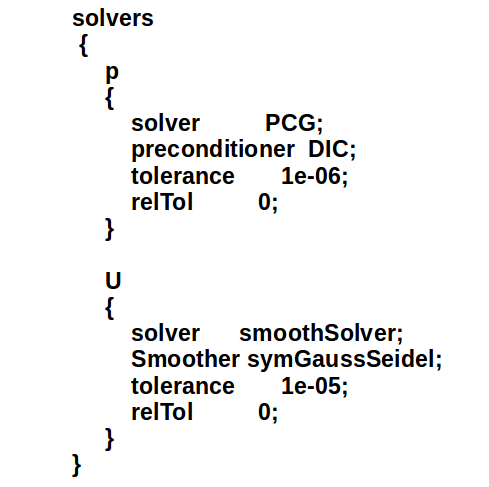 solvers
{
p
{
solver PCG;
preconditioner DIC;
tolerance 1e-06;
relTol 0;
}
U
{
solver smoothSolver;
Smoother symGaussSeidel;
tolerance 1e-05;
relTol 0;
}
}